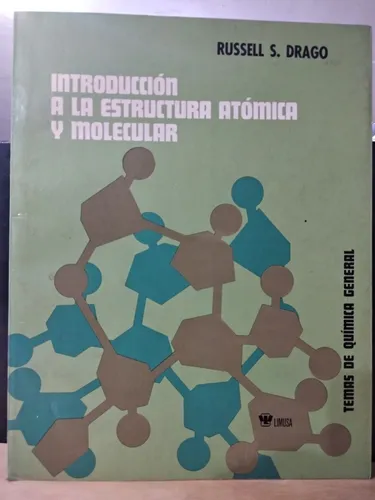 RUSSELL S. DRAGO
INTRODUCCIÓN
A LA ESTRUCTURA ATÓMICA
Y MOLECULAR
TEMAS DE QUÍMICA GENERAL
LIMUSA